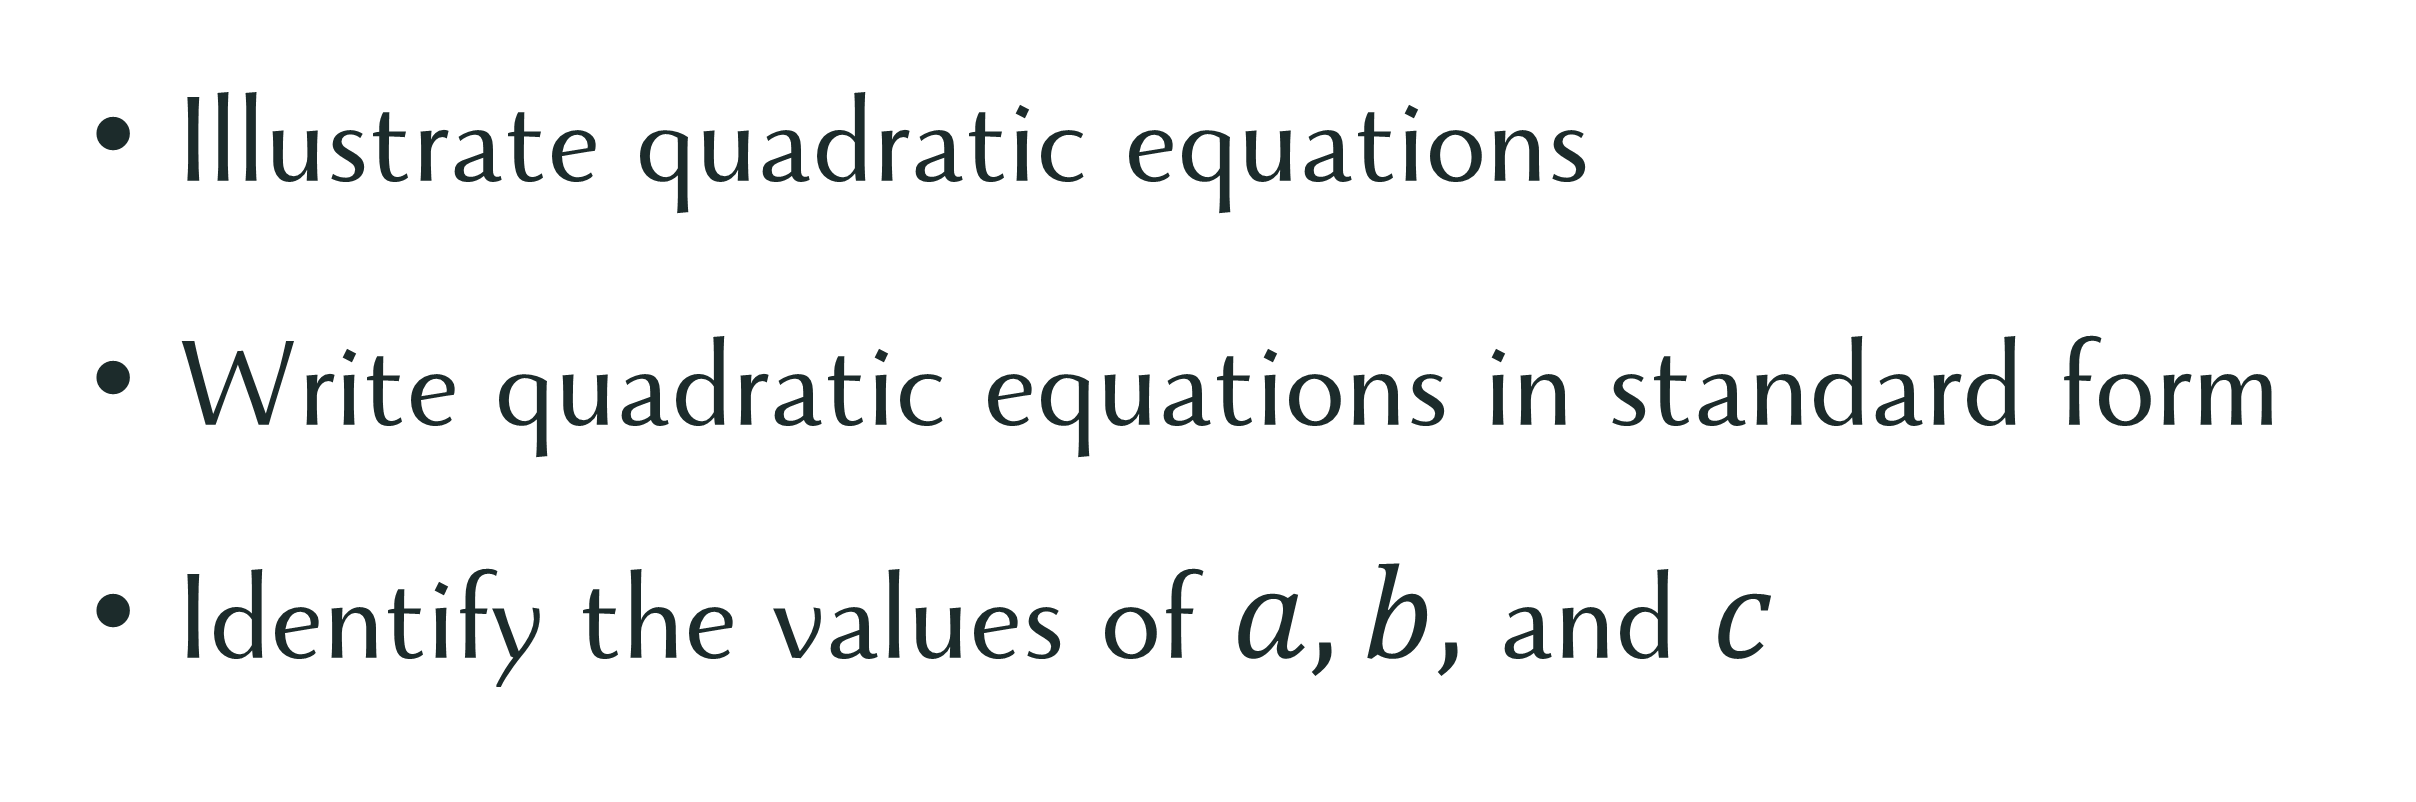 • Illustrate quadratic equations
• Write quadratic equations in standard form
• Identify the values of a, b, and c